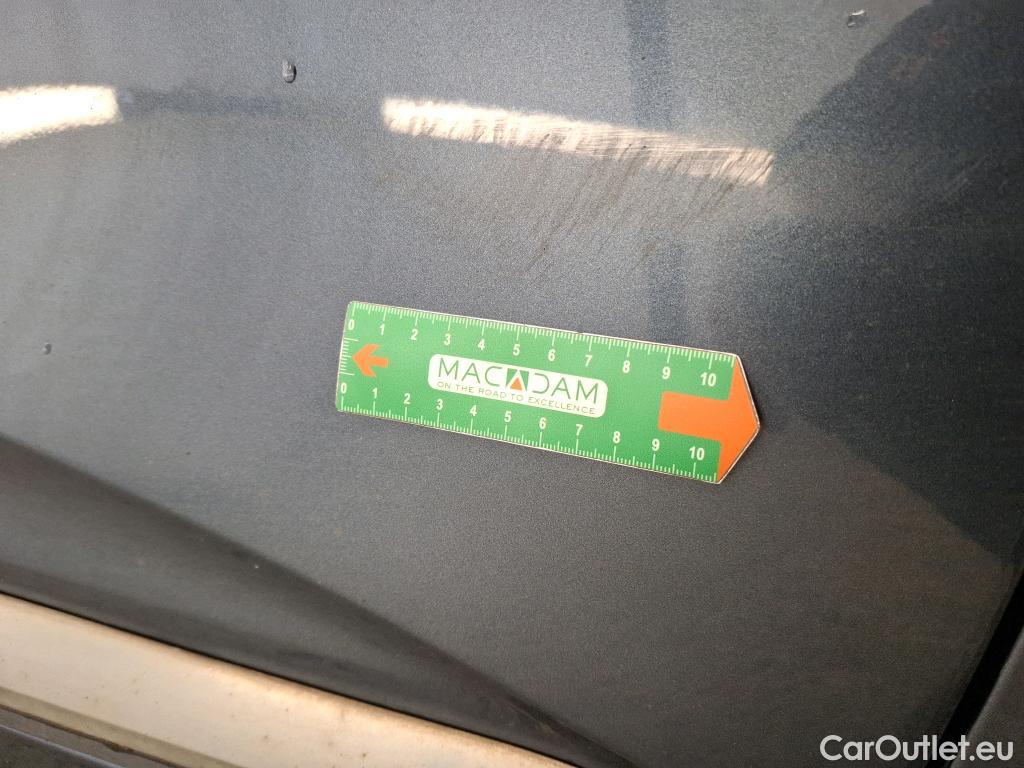 0 1 2 3 4 5 6 7 8 9 10
MACADAM
ON THE ROAD TO EXCELLENCE
0 1 2 3 4 5 6 7 8 9 10
CarOutlet.eu